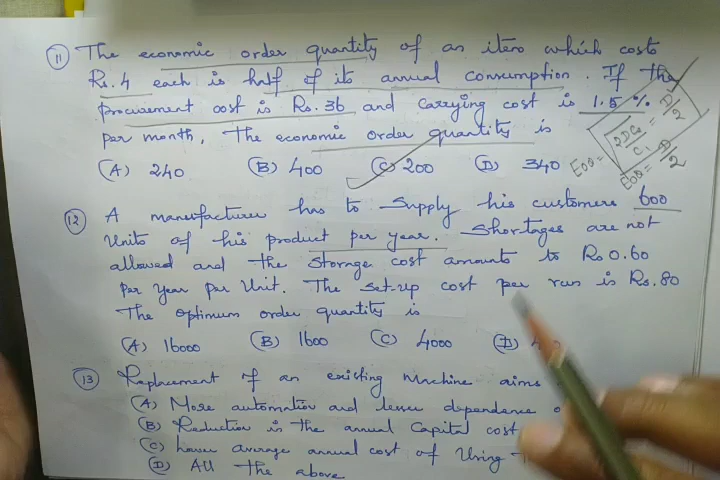 11) The economic order quantity of an item which costs
Rs. 4 each is half of its annual consumption. If the
procurement cost is Rs. 36 and carrying cost is 1.5 %
per month, The economic order quantity is
(A) 240 (B) 400 (C) 200 (D) 340
EOQ = √2DC₀/C₁ = D/2
EOQ = D/2
12) A manufacturer has to Supply his customers 600
Units of his product per year. Shortages are not
allowed and the storage cost amounts to Rs 0.60
per year per Unit. The set-up cost per run is Rs. 80
The optimum order quantity is
(A) 16000 (B) 1600 (C) 4000 (D)
13) Replacement of an existing machine aims
(A) More automation and lesser dependence
(B) Reduction in the annual Capital cost
(C) Lower average annual cost of Using
(D) All the above